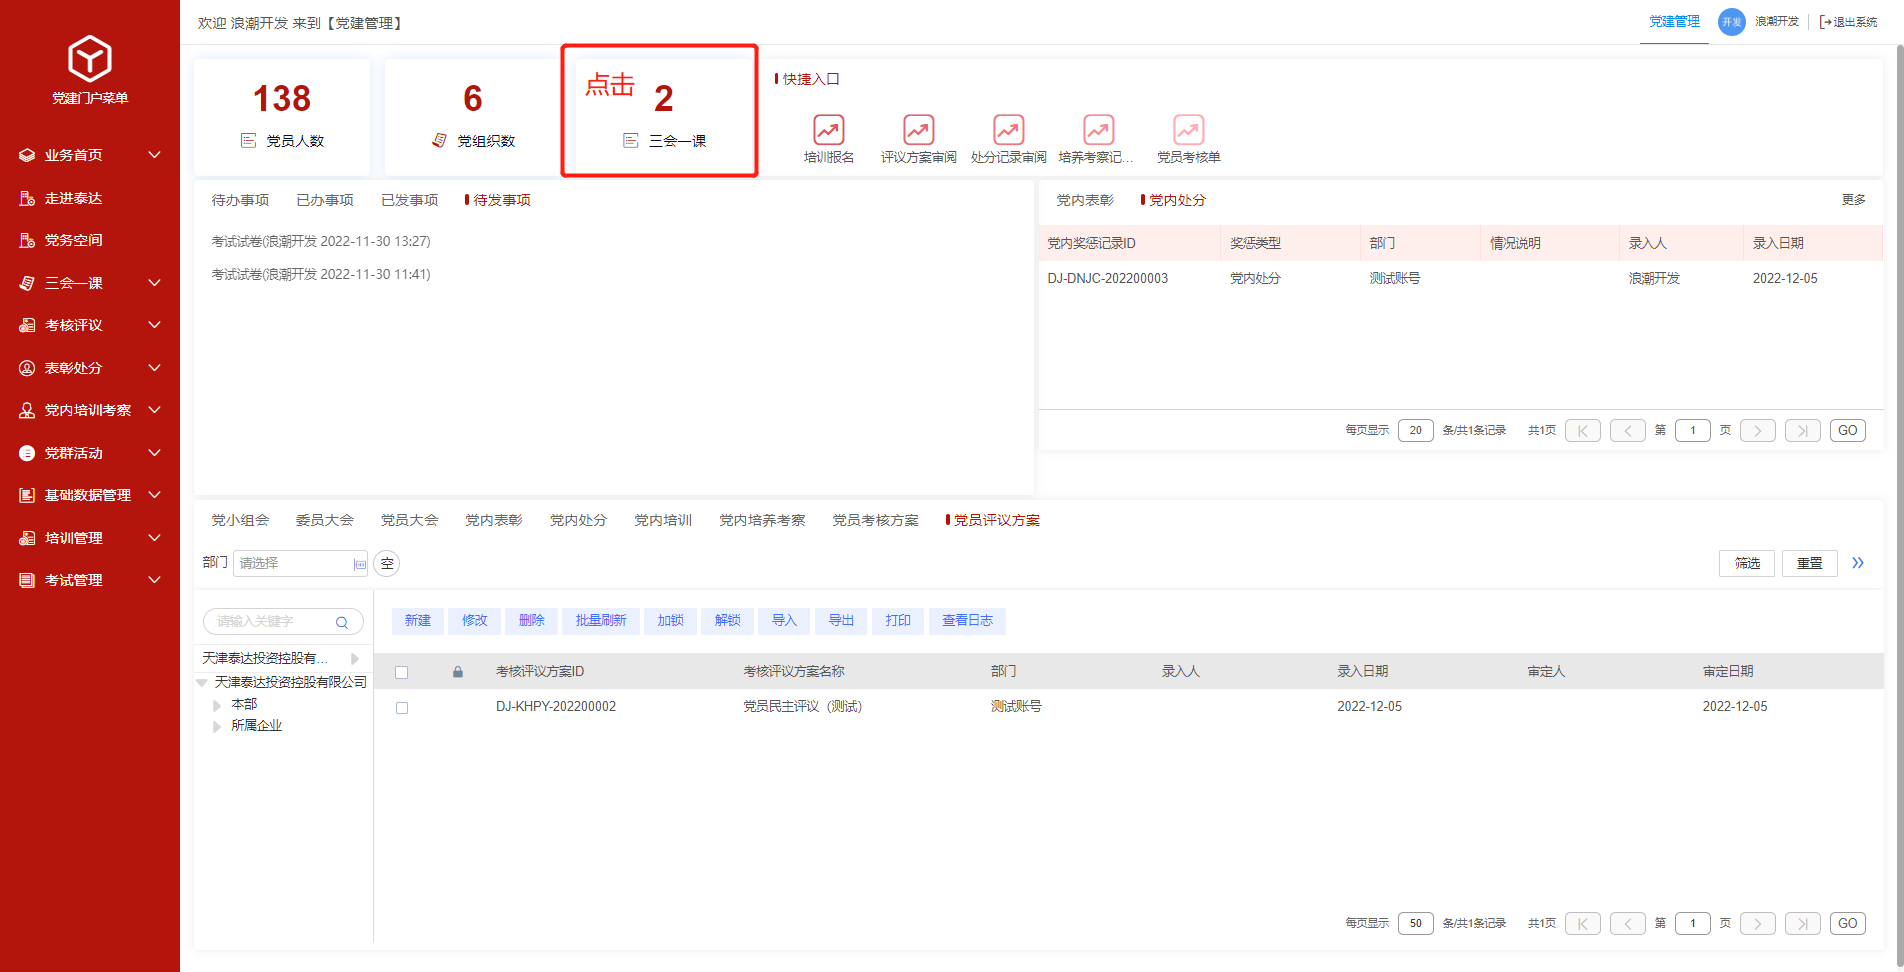 欢迎 浪潮开发 来到【党建管理】
党建管理 开发 浪潮开发 退出系统
党建门户菜单
业务首页
走进泰达
党务空间
三会一课
考核评议
表彰处分
党内培训考察
党群活动
基础数据管理
培训管理
考试管理
138
党员人数
6
党组织数
点击
2
三会一课
快捷入口
培训报名 评议方案审阅 处分记录审阅 培养考察记... 党员考核单
待办事项 已办事项 已发事项 待发事项
考试试卷(浪潮开发 2022-11-30 13:27)
考试试卷(浪潮开发 2022-11-30 11:41)
党内表彰 党内处分 更多
党内奖惩记录ID 奖惩类型 部门 情况说明 录入人 录入日期
DJ-DNJC-202200003 党内处分 测试账号 浪潮开发 2022-12-05
每页显示 20 条/共1条记录 共1页 第 1 页 GO
党小组会 委员大会 党员大会 党内表彰 党内处分 党内培训 党内培养考察 党员考核方案 党员评议方案
部门 请选择 空 筛选 重置
请输入关键字
天津泰达投资控股有...
天津泰达投资控股有限公司
本部
所属企业
新建 修改 删除 批量刷新 加锁 解锁 导入 导出 打印 查看日志
考核评议方案ID 考核评议方案名称 部门 录入人 录入日期 审定人 审定日期
DJ-KHPY-202200002 党员民主评议（测试） 测试账号 2022-12-05 2022-12-05
每页显示 50 条/共1条记录 共1页 第 1 页 GO